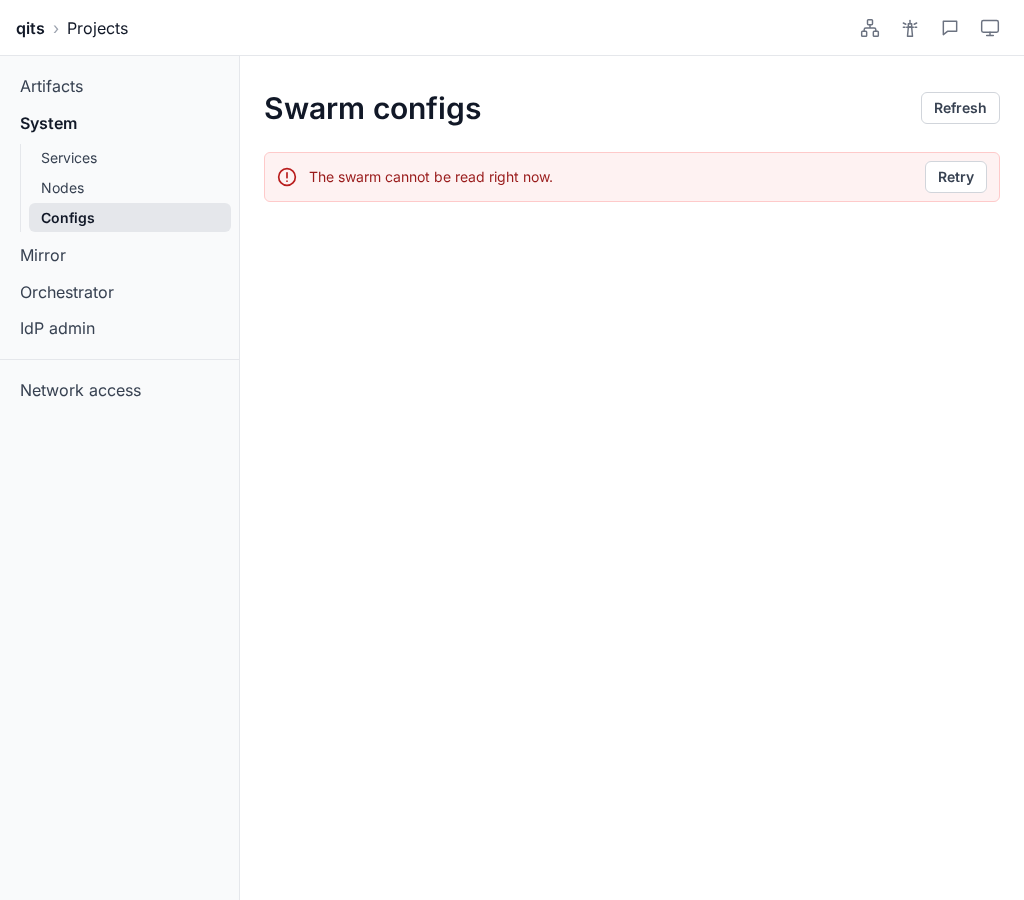 qits › Projects
Artifacts
System
Services
Nodes
Configs
Mirror
Orchestrator
IdP admin
Network access
Swarm configs
Refresh
The swarm cannot be read right now.
Retry